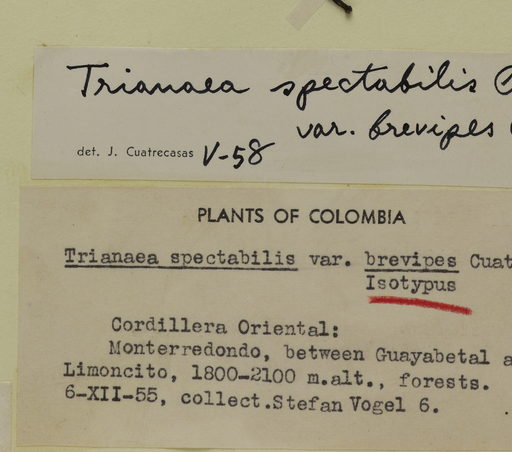 Trianaea spectabilis
var. brevipes
det. J. Cuatrecasas V-58
PLANTS OF COLOMBIA
Trianaea spectabilis var. brevipes Cuat
Isotypus
Cordillera Oriental:
Monterredondo, between Guayabetal a
Limoncito, 1800-2100 m.alt., forests.
6-XII-55, collect.Stefan Vogel 6.